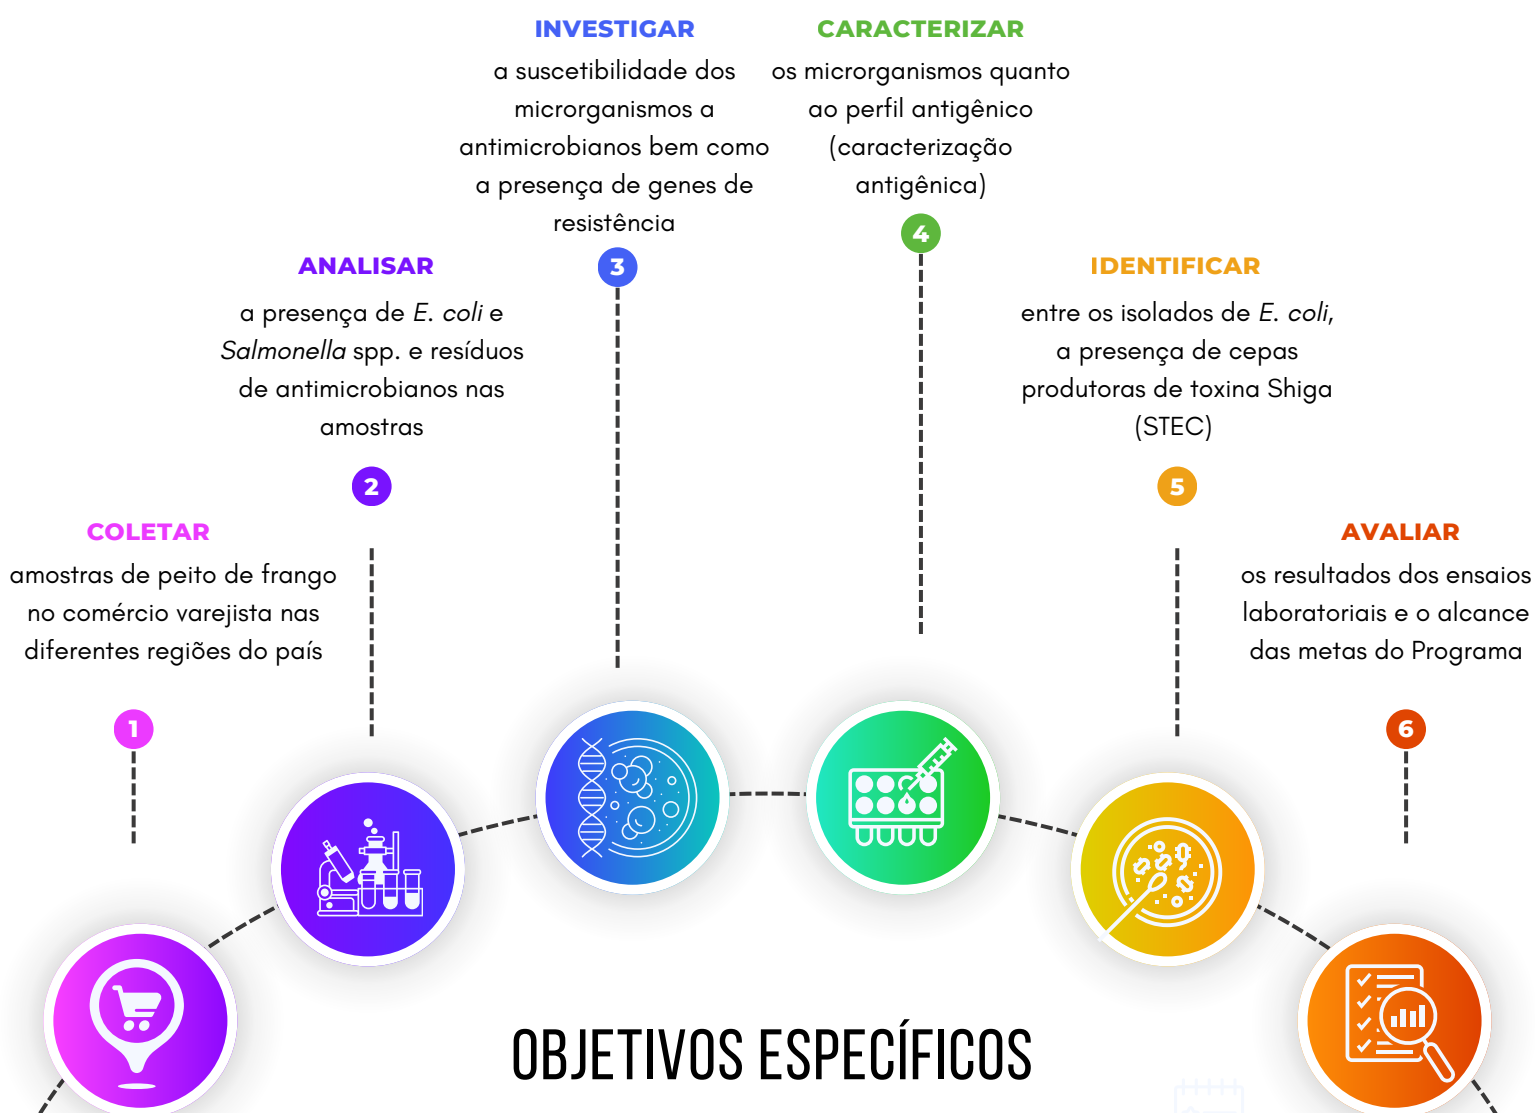 COLETAR
amostras de peito de frango
no comércio varejista nas
diferentes regiões do país
1
ANALISAR
a presença de E. coli e
Salmonella spp. e resíduos
de antimicrobianos nas
amostras
2
INVESTIGAR
a suscetibilidade dos
microrganismos a
antimicrobianos bem como
a presença de genes de
resistência
3
CARACTERIZAR
os microrganismos quanto
ao perfil antigênico
(caracterização
antigênica)
4
IDENTIFICAR
entre os isolados de E. coli,
a presença de cepas
produtoras de toxina Shiga
(STEC)
5
AVALIAR
os resultados dos ensaios
laboratoriais e o alcance
das metas do Programa
6
OBJETIVOS ESPECÍFICOS